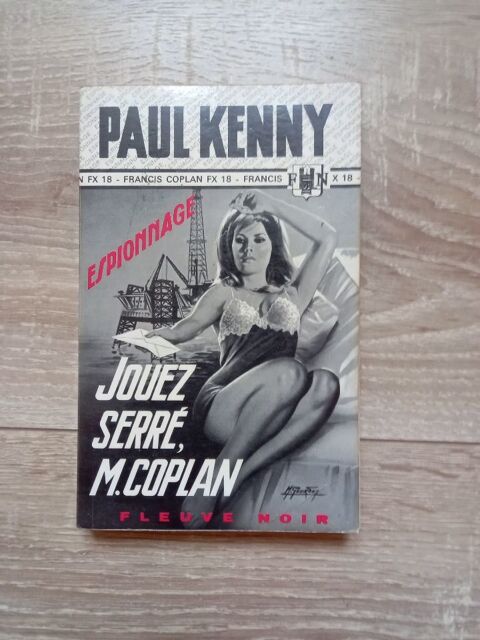 PAUL KENNY
N FX 18 - FRANCIS COPLAN FX 18 - FRANCIS
F N
X 18 -
ESPIONNAGE
JOUEZ
SERRÉ,
M.COPLAN
FLEUVE NOIR